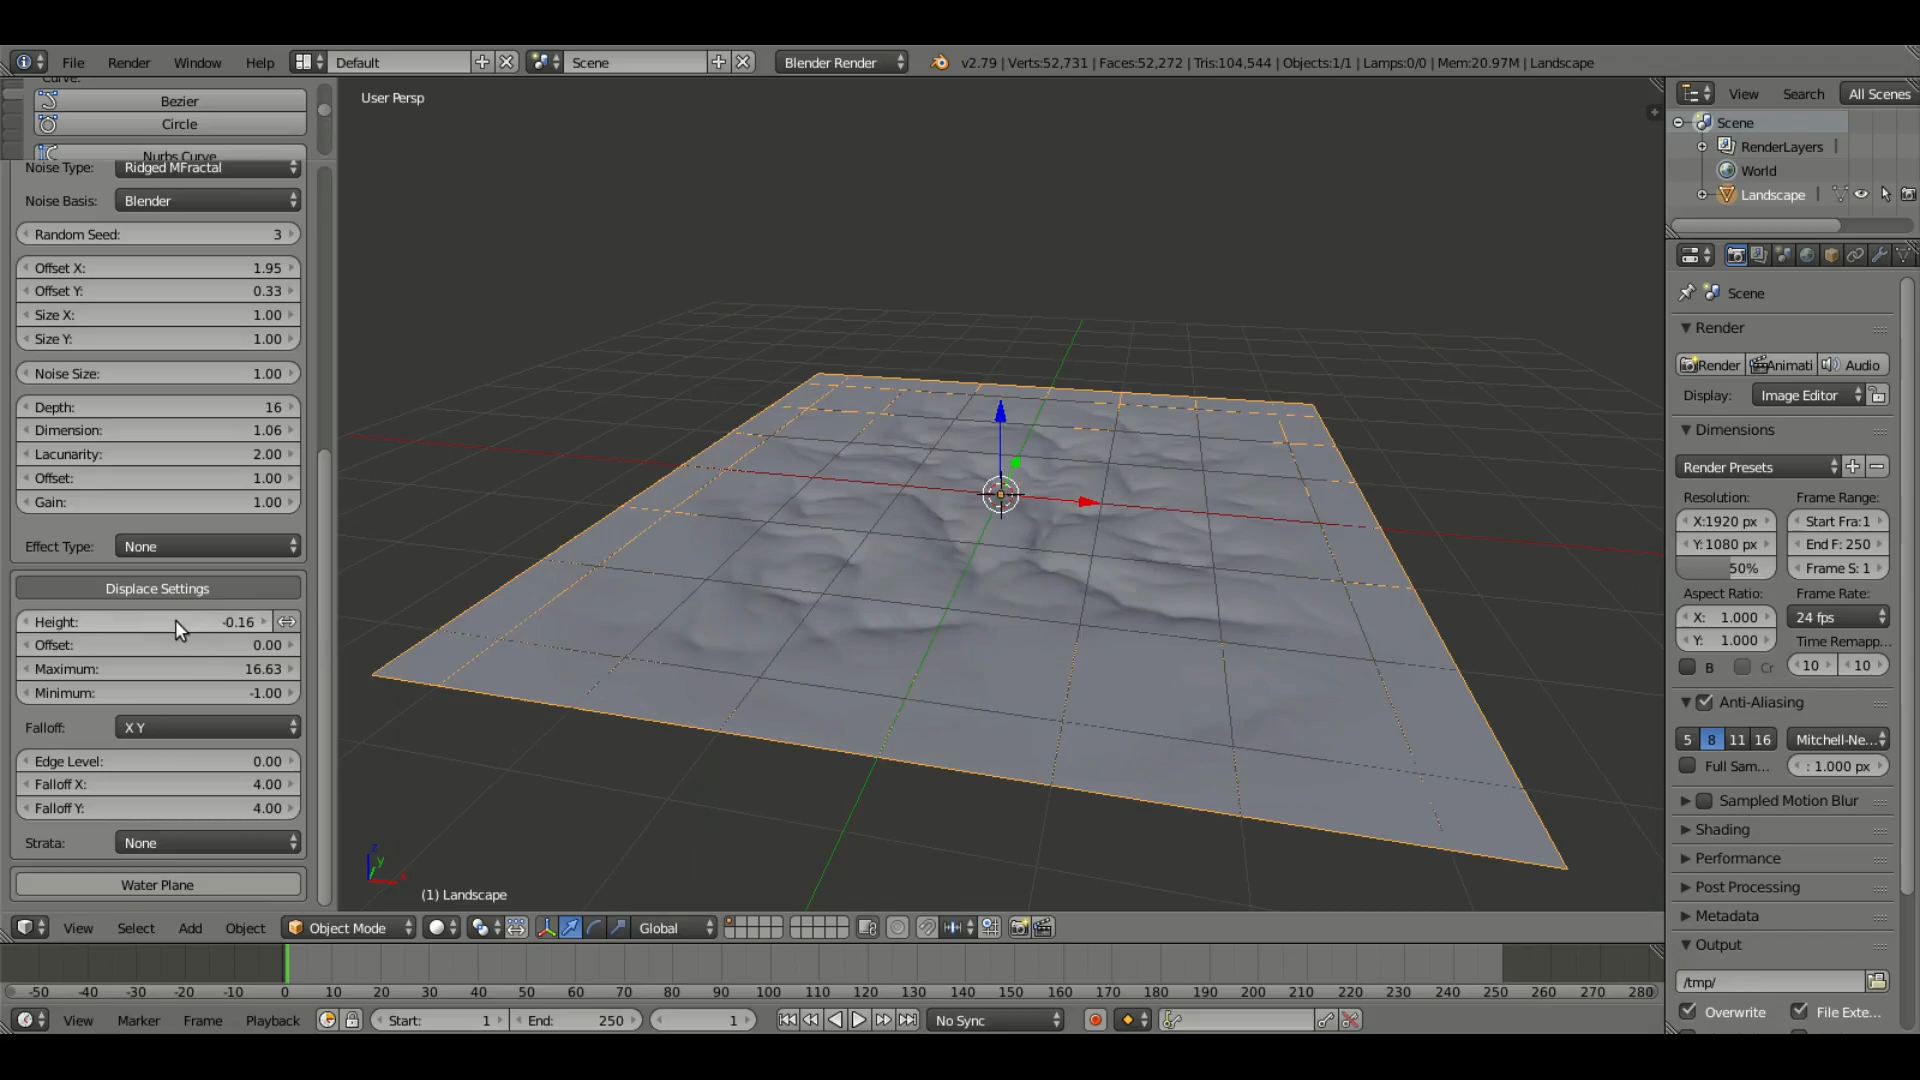 File Render Window Help Default Scene Blender Render v2.79 | Verts:52,731 | Faces:52,272 | Tris:104,544 | Objects:1/1 | Lamps:0/0 | Mem:20.97M | Landscape
Curve:
Bezier
Circle
Nurbs Curve
Noise Type: Ridged MFractal
Noise Basis: Blender
Random Seed: 3
Offset X: 1.95
Offset Y: 0.33
Size X: 1.00
Size Y: 1.00
Noise Size: 1.00
Depth: 16
Dimension: 1.06
Lacunarity: 2.00
Offset: 1.00
Gain: 1.00
Effect Type: None
Displace Settings
Height: -0.16
Offset: 0.00
Maximum: 16.63
Minimum: -1.00
Falloff: X Y
Edge Level: 0.00
Falloff X: 4.00
Falloff Y: 4.00
Strata: None
Water Plane
User Persp
z
y
x
(1) Landscape
View Select Add Object Object Mode Global
View Search All Scenes
Scene
RenderLayers
World
Landscape
Scene
Render
Render Animati Audio
Display: Image Editor
Dimensions
Render Presets
Resolution: Frame Range:
X:1920 px Start Fra:1
Y:1080 px End F: 250
50% Frame S: 1
Aspect Ratio: Frame Rate:
X: 1.000 24 fps
Y: 1.000 Time Remapp...
B Cr 10 10
Anti-Aliasing
5 8 11 16 Mitchell-Ne...
Full Sam... : 1.000 px
Sampled Motion Blur
Shading
Performance
Post Processing
Metadata
Output
/tmp/
Overwrite File Exte...
-50 -40 -30 -20 -10 0 10 20 30 40 50 60 70 80 90 100 110 120 130 140 150 160 170 180 190 200 210 220 230 240 250 260 270 280
View Marker Frame Playback Start: 1 End: 250 1 No Sync